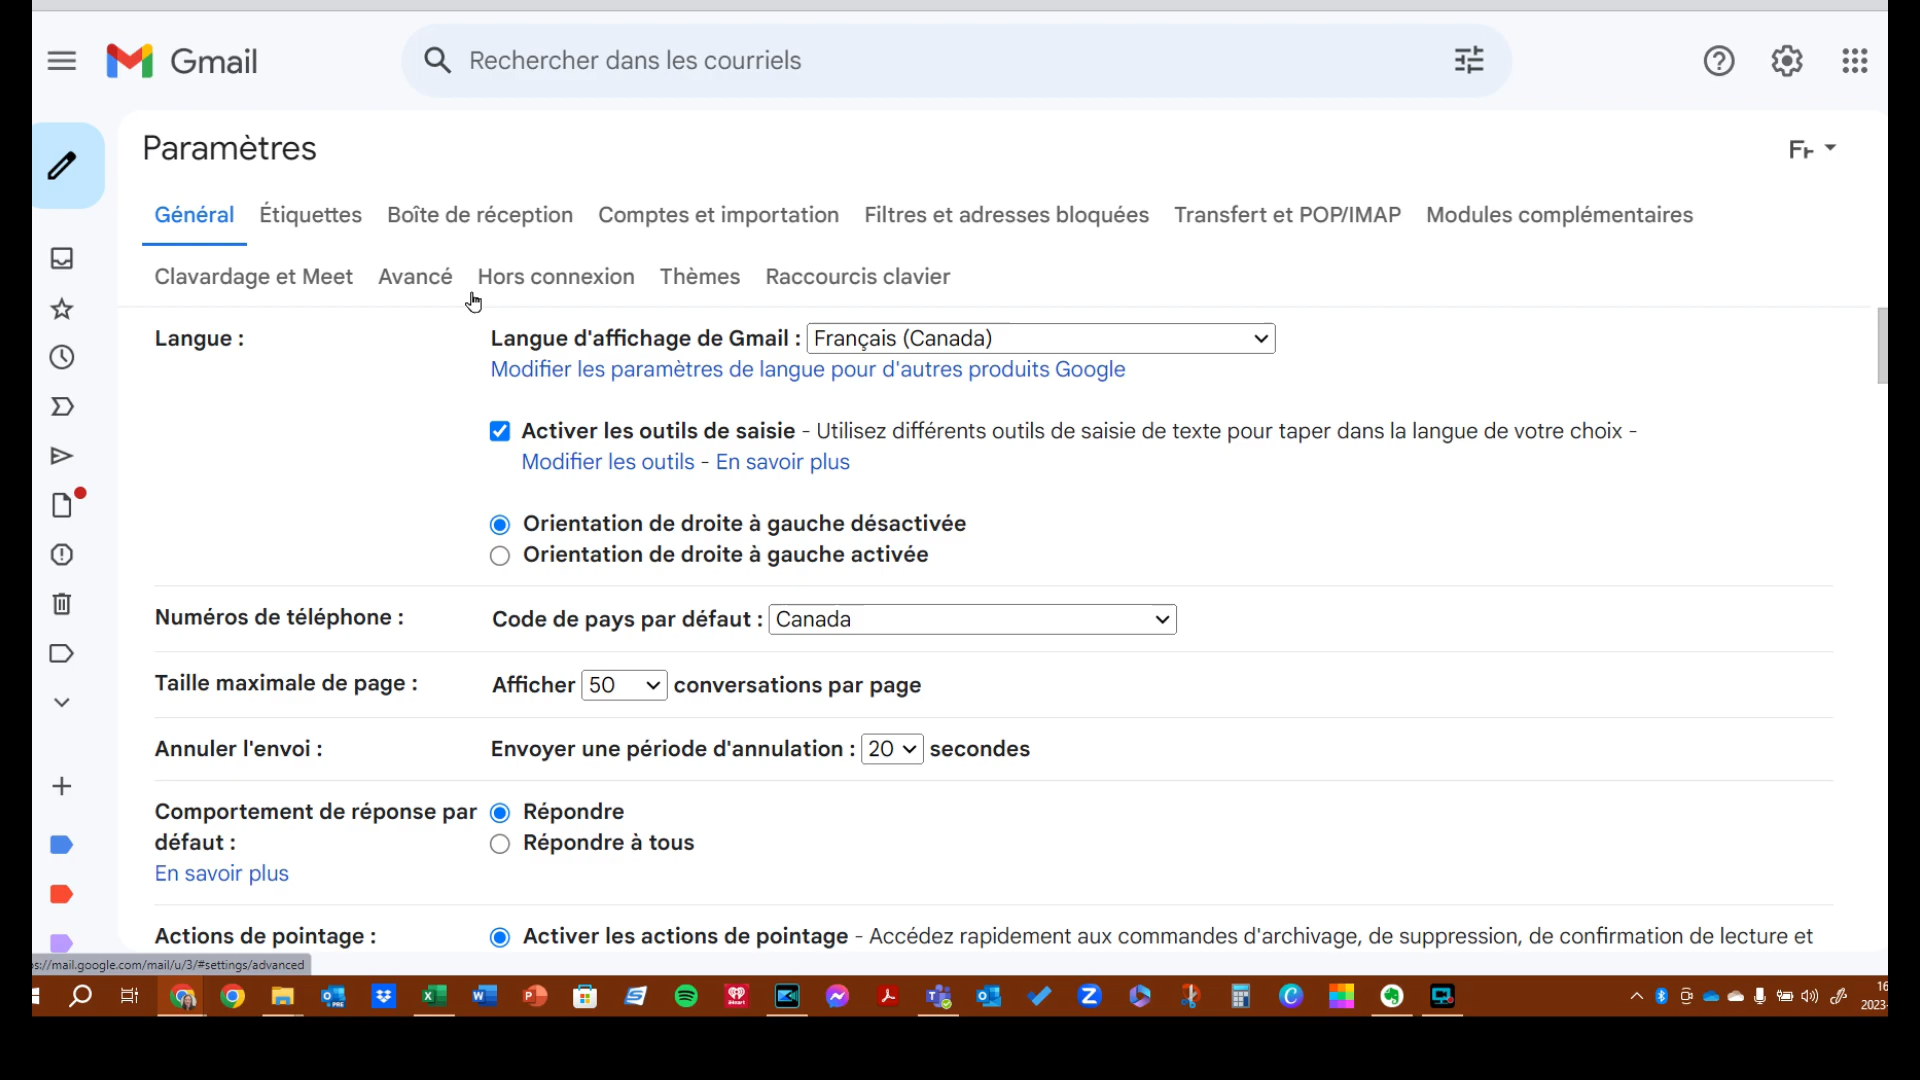 Gmail
Rechercher dans les courriels
Paramètres
Fr
Général Étiquettes Boîte de réception Comptes et importation Filtres et adresses bloquées Transfert et POP/IMAP Modules complémentaires
Clavardage et Meet Avancé Hors connexion Thèmes Raccourcis clavier
Langue : Langue d'affichage de Gmail : Français (Canada)
Modifier les paramètres de langue pour d'autres produits Google
Activer les outils de saisie - Utilisez différents outils de saisie de texte pour taper dans la langue de votre choix -
Modifier les outils - En savoir plus
Orientation de droite à gauche désactivée
Orientation de droite à gauche activée
Numéros de téléphone : Code de pays par défaut : Canada
Taille maximale de page : Afficher 50 conversations par page
Annuler l'envoi : Envoyer une période d'annulation : 20 secondes
Comportement de réponse par Répondre
défaut : Répondre à tous
En savoir plus
Actions de pointage : Activer les actions de pointage - Accédez rapidement aux commandes d'archivage, de suppression, de confirmation de lecture et
ps://mail.google.com/mail/u/3/#settings/advanced
16
2023-